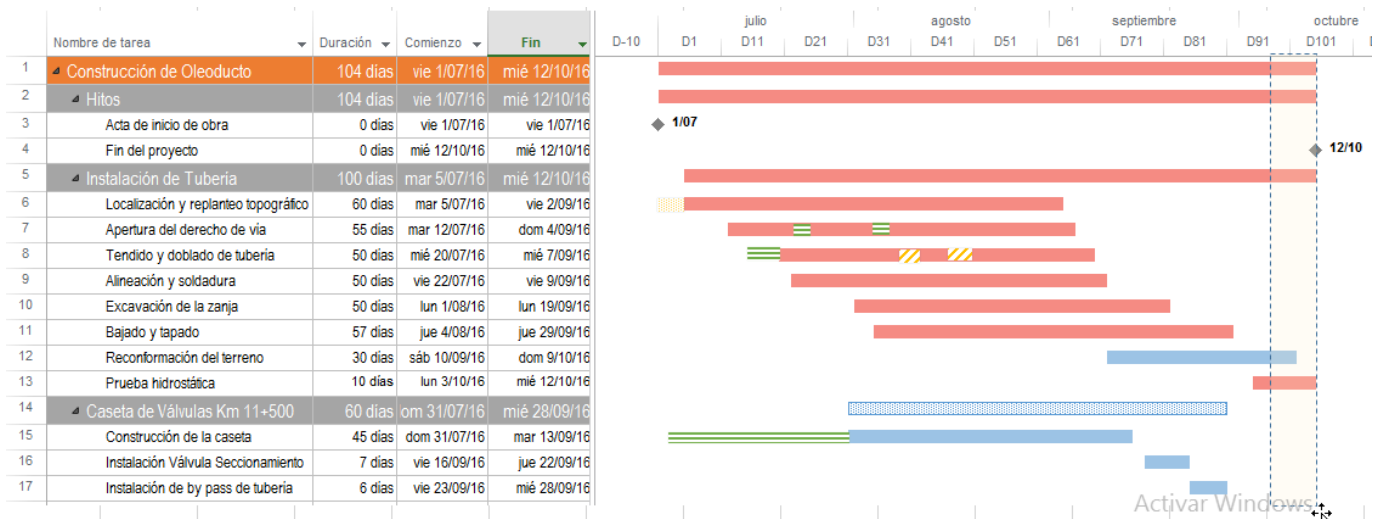 julio agosto septiembre octubre
Nombre de tarea Duración Comienzo Fin D-10 D1 D11 D21 D31 D41 D51 D61 D71 D81 D91 D101
1 Construcción de Oleoducto 104 días vie 1/07/16 mié 12/10/16
2 Hitos 104 días vie 1/07/16 mié 12/10/16
3 Acta de inicio de obra 0 días vie 1/07/16 vie 1/07/16 1/07
4 Fin del proyecto 0 días mié 12/10/16 mié 12/10/16 12/10
5 Instalación de Tuberia 100 días mar 5/07/16 mié 12/10/16
6 Localización y replanteo topográfico 60 días mar 5/07/16 vie 2/09/16
7 Apertura del derecho de vía 55 días mar 12/07/16 dom 4/09/16
8 Tendido y doblado de tubería 50 días mié 20/07/16 mié 7/09/16
9 Alineación y soldadura 50 días vie 22/07/16 vie 9/09/16
10 Excavación de la zanja 50 días lun 1/08/16 lun 19/09/16
11 Bajado y tapado 57 días jue 4/08/16 jue 29/09/16
12 Reconformación del terreno 30 días sáb 10/09/16 dom 9/10/16
13 Prueba hidrostática 10 días lun 3/10/16 mié 12/10/16
14 Caseta de Válvulas Km 11+500 60 días om 31/07/16 mié 28/09/16
15 Construcción de la caseta 45 días dom 31/07/16 mar 13/09/16
16 Instalación Válvula Seccionamiento 7 días vie 16/09/16 jue 22/09/16
17 Instalación de by pass de tubería 6 días vie 23/09/16 mié 28/09/16
Activar Windows